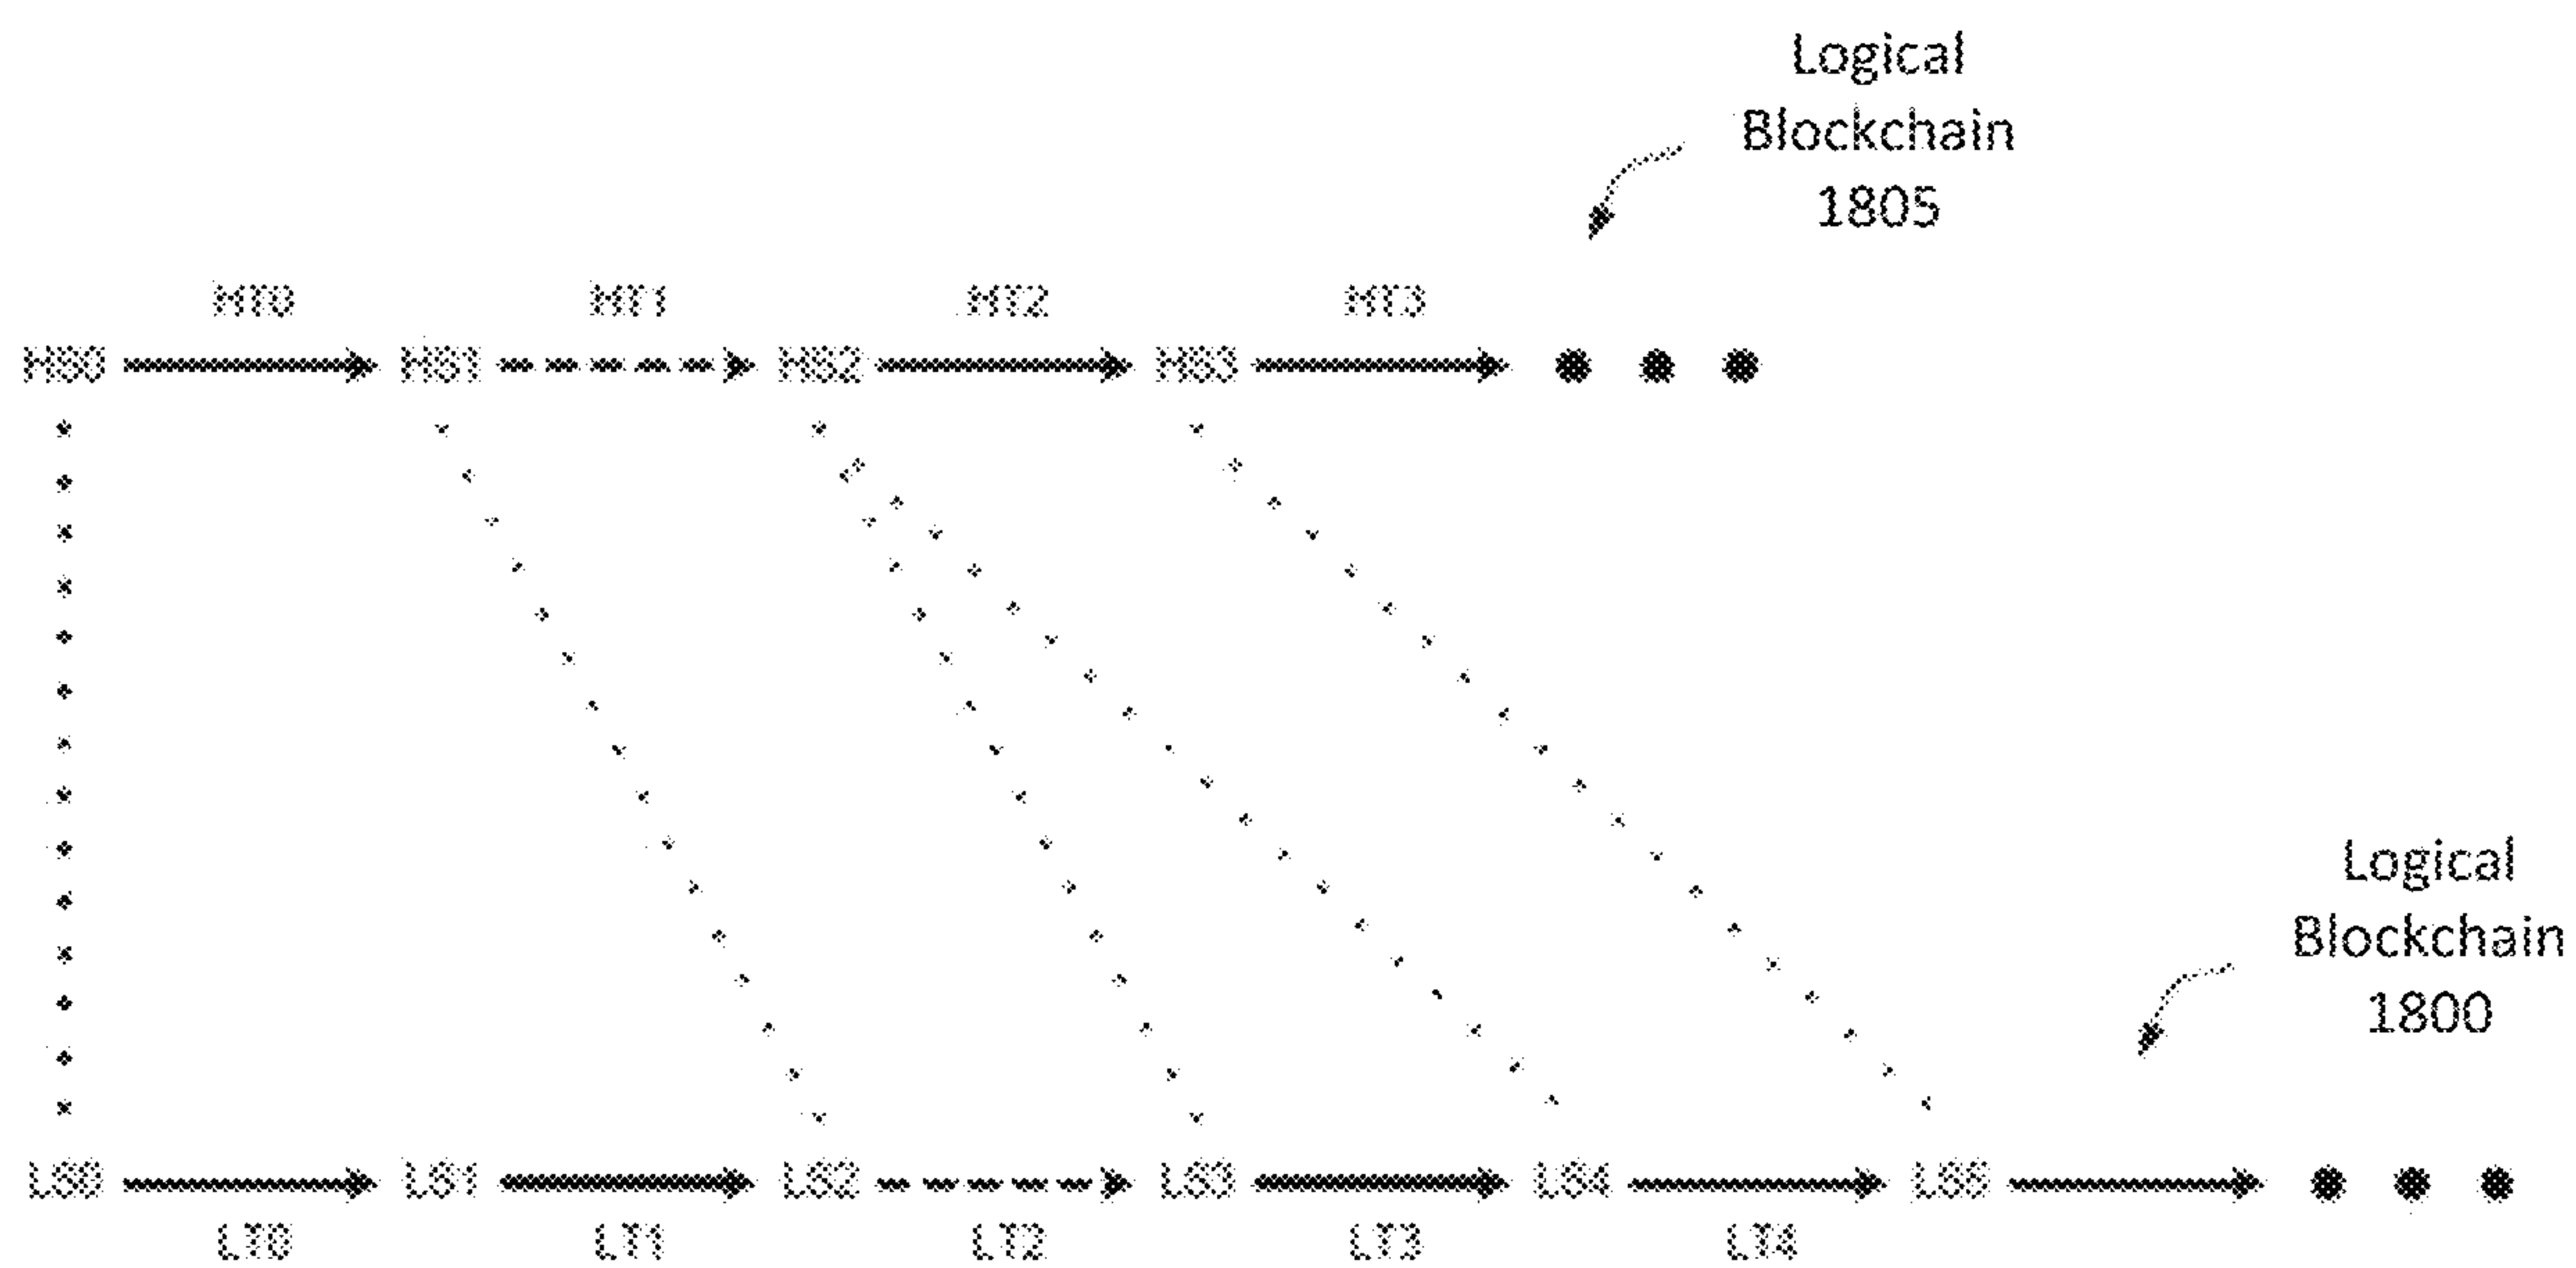 Logical
Blockchain
1805
HT0 HT1 HT2 HT3
HS0 HS1 HS2 HS3
Logical
Blockchain
1800
LS0 LS1 LS2 LS3 LS4 LS5
LT0 LT1 LT2 LT3 LT4